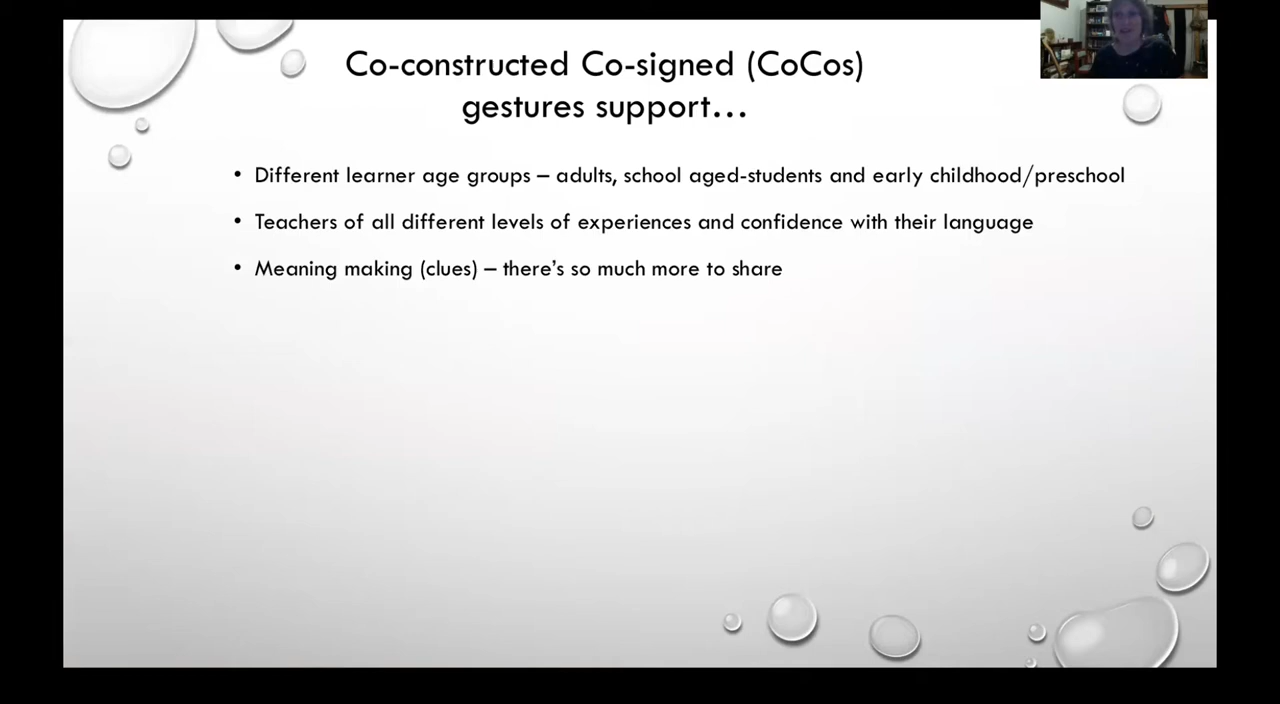 Co-constructed Co-signed (CoCos)
gestures support…
• Different learner age groups – adults, school aged-students and early childhood/preschool
• Teachers of all different levels of experiences and confidence with their language
• Meaning making (clues) – there's so much more to share